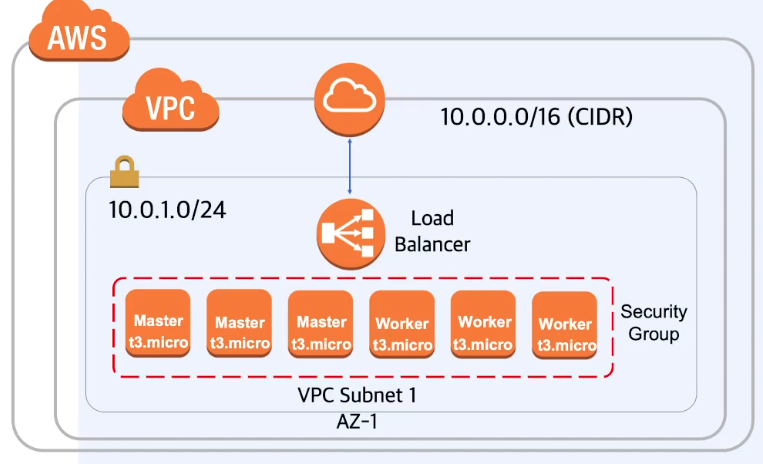 AWS
VPC
10.0.0.0/16 (CIDR)
10.0.1.0/24
Load
Balancer
Master
t3.micro
Master
t3.micro
Master
t3.micro
Worker
t3.micro
Worker
t3.micro
Worker
t3.micro
Security
Group
VPC Subnet 1
AZ-1